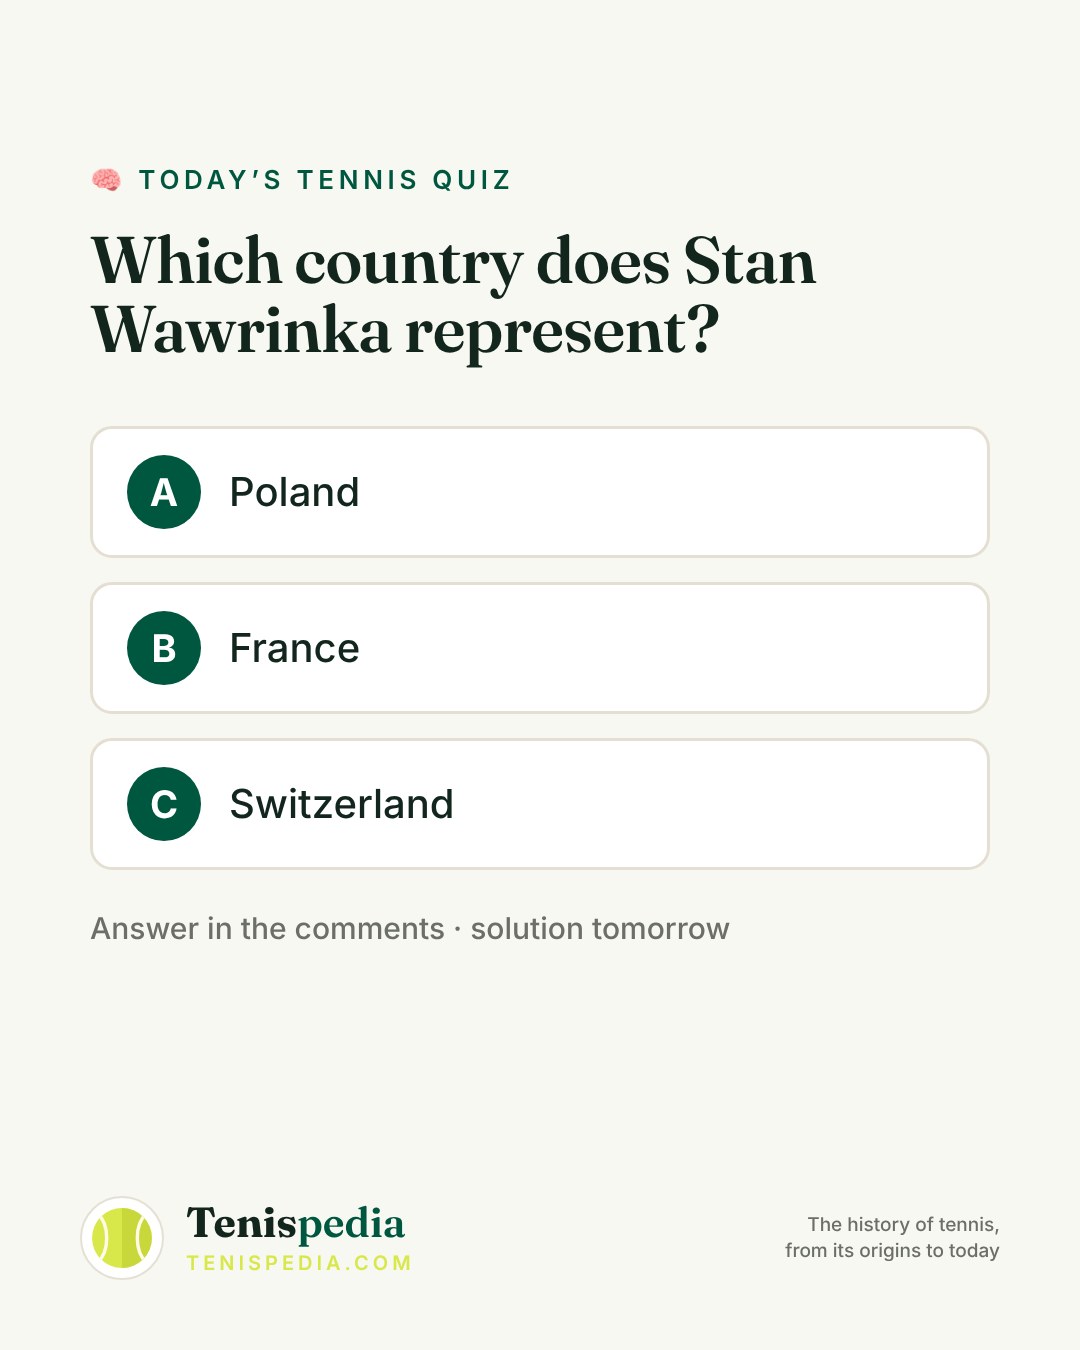 🧠 TODAY’S TENNIS QUIZ
Which country does Stan
Wawrinka represent?
A Poland
B France
C Switzerland
Answer in the comments · solution tomorrow
Tenispedia
TENISPEDIA.COM
The history of tennis,
from its origins to today